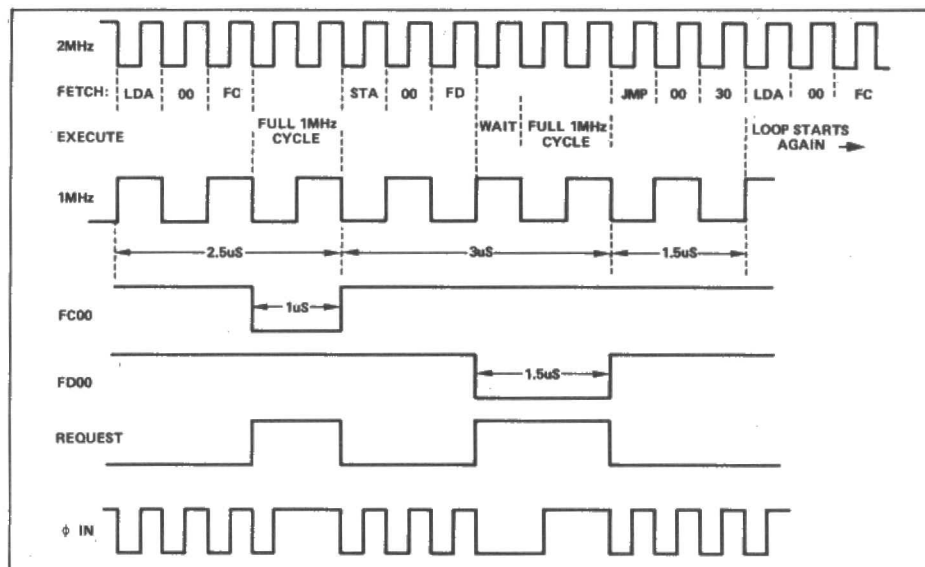 2MHz
FETCH: LDA 00 FC STA 00 FD JMP 00 30 LDA 00 FC
EXECUTE FULL 1MHz CYCLE WAIT FULL 1MHz CYCLE LOOP STARTS AGAIN
1MHz
2.5uS 3uS 1.5uS
FC00 1uS
FD00 1.5uS
REQUEST
ϕ IN